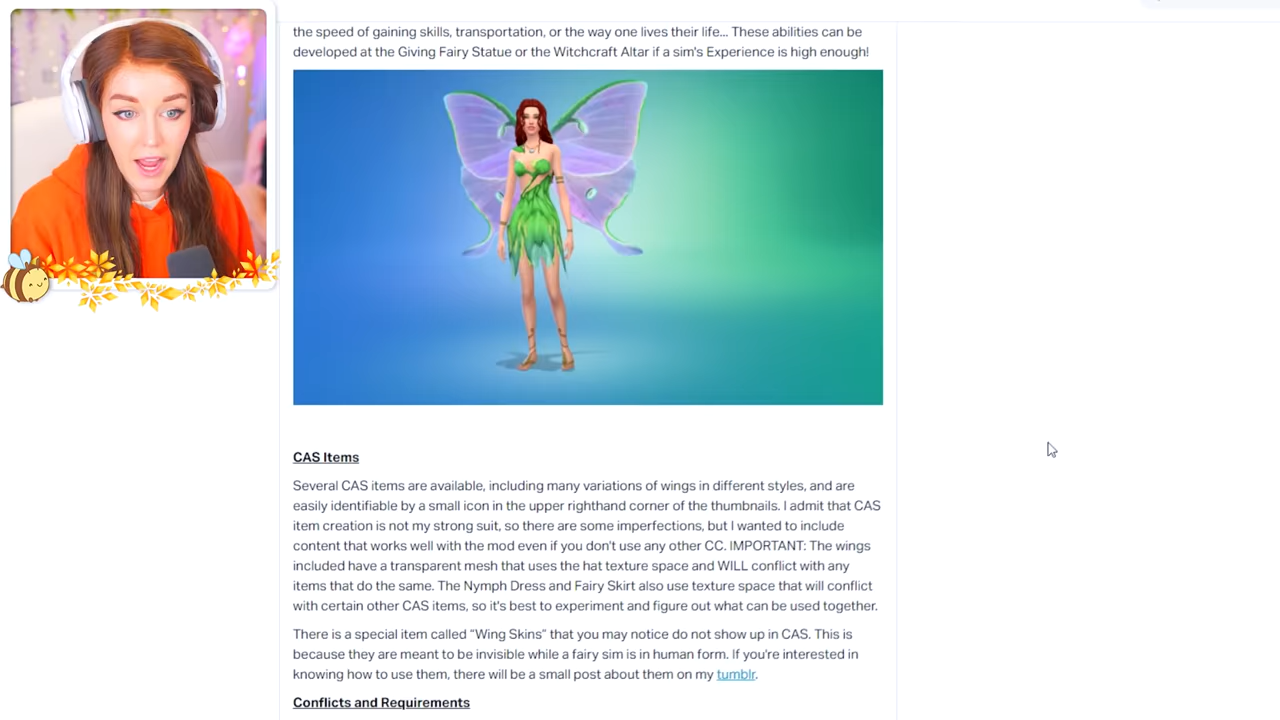 the speed of gaining skills, transportation, or the way one lives their life... These abilities can be
developed at the Giving Fairy Statue or the Witchcraft Altar if a sim's Experience is high enough!
CAS Items
Several CAS items are available, including many variations of wings in different styles, and are
easily identifiable by a small icon in the upper righthand corner of the thumbnails. I admit that CAS
item creation is not my strong suit, so there are some imperfections, but I wanted to include
content that works well with the mod even if you don't use any other CC. IMPORTANT: The wings
included have a transparent mesh that uses the hat texture space and WILL conflict with any
items that do the same. The Nymph Dress and Fairy Skirt also use texture space that will conflict
with certain other CAS items, so it's best to experiment and figure out what can be used together.
There is a special item called “Wing Skins” that you may notice do not show up in CAS. This is
because they are meant to be invisible while a fairy sim is in human form. If you're interested in
knowing how to use them, there will be a small post about them on my tumblr.
Conflicts and Requirements